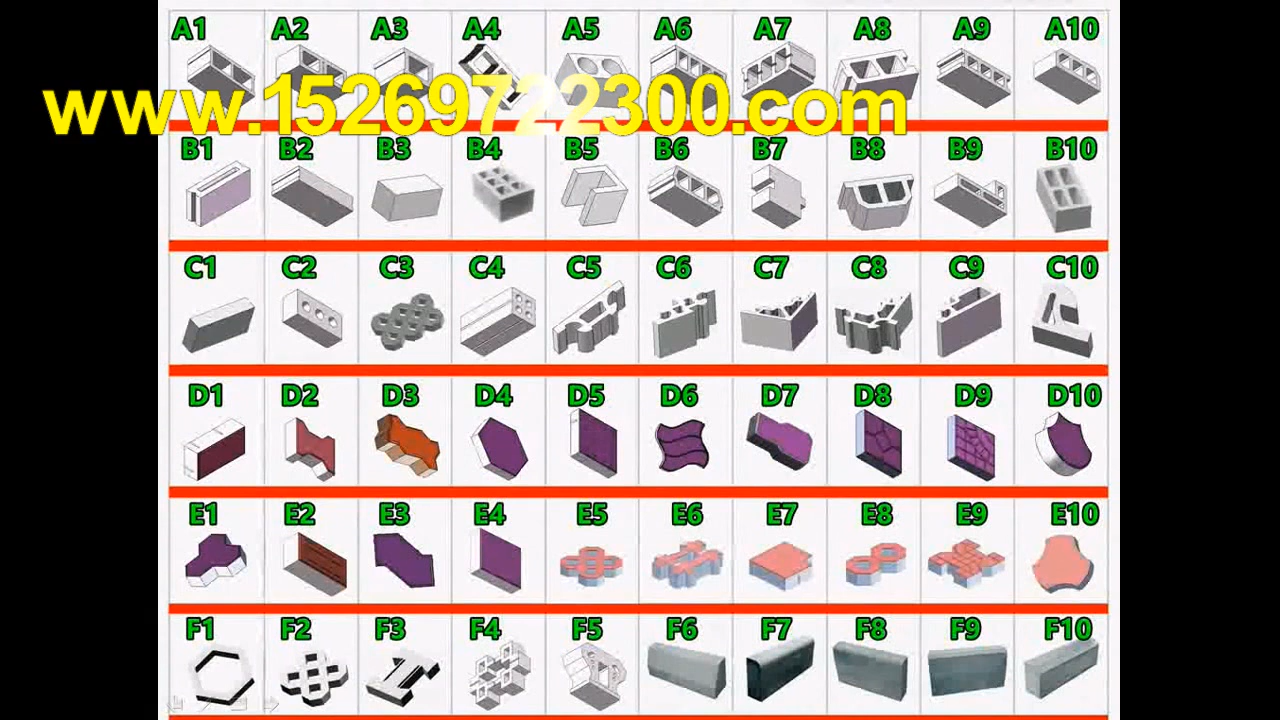 A1 A2 A3 A4 A5 A6 A7 A8 A9 A10
www.15269722300.com
B1 B2 B3 B4 B5 B6 B7 B8 B9 B10
C1 C2 C3 C4 C5 C6 C7 C8 C9 C10
D1 D2 D3 D4 D5 D6 D7 D8 D9 D10
E1 E2 E3 E4 E5 E6 E7 E8 E9 E10
F1 F2 F3 F4 F5 F6 F7 F8 F9 F10